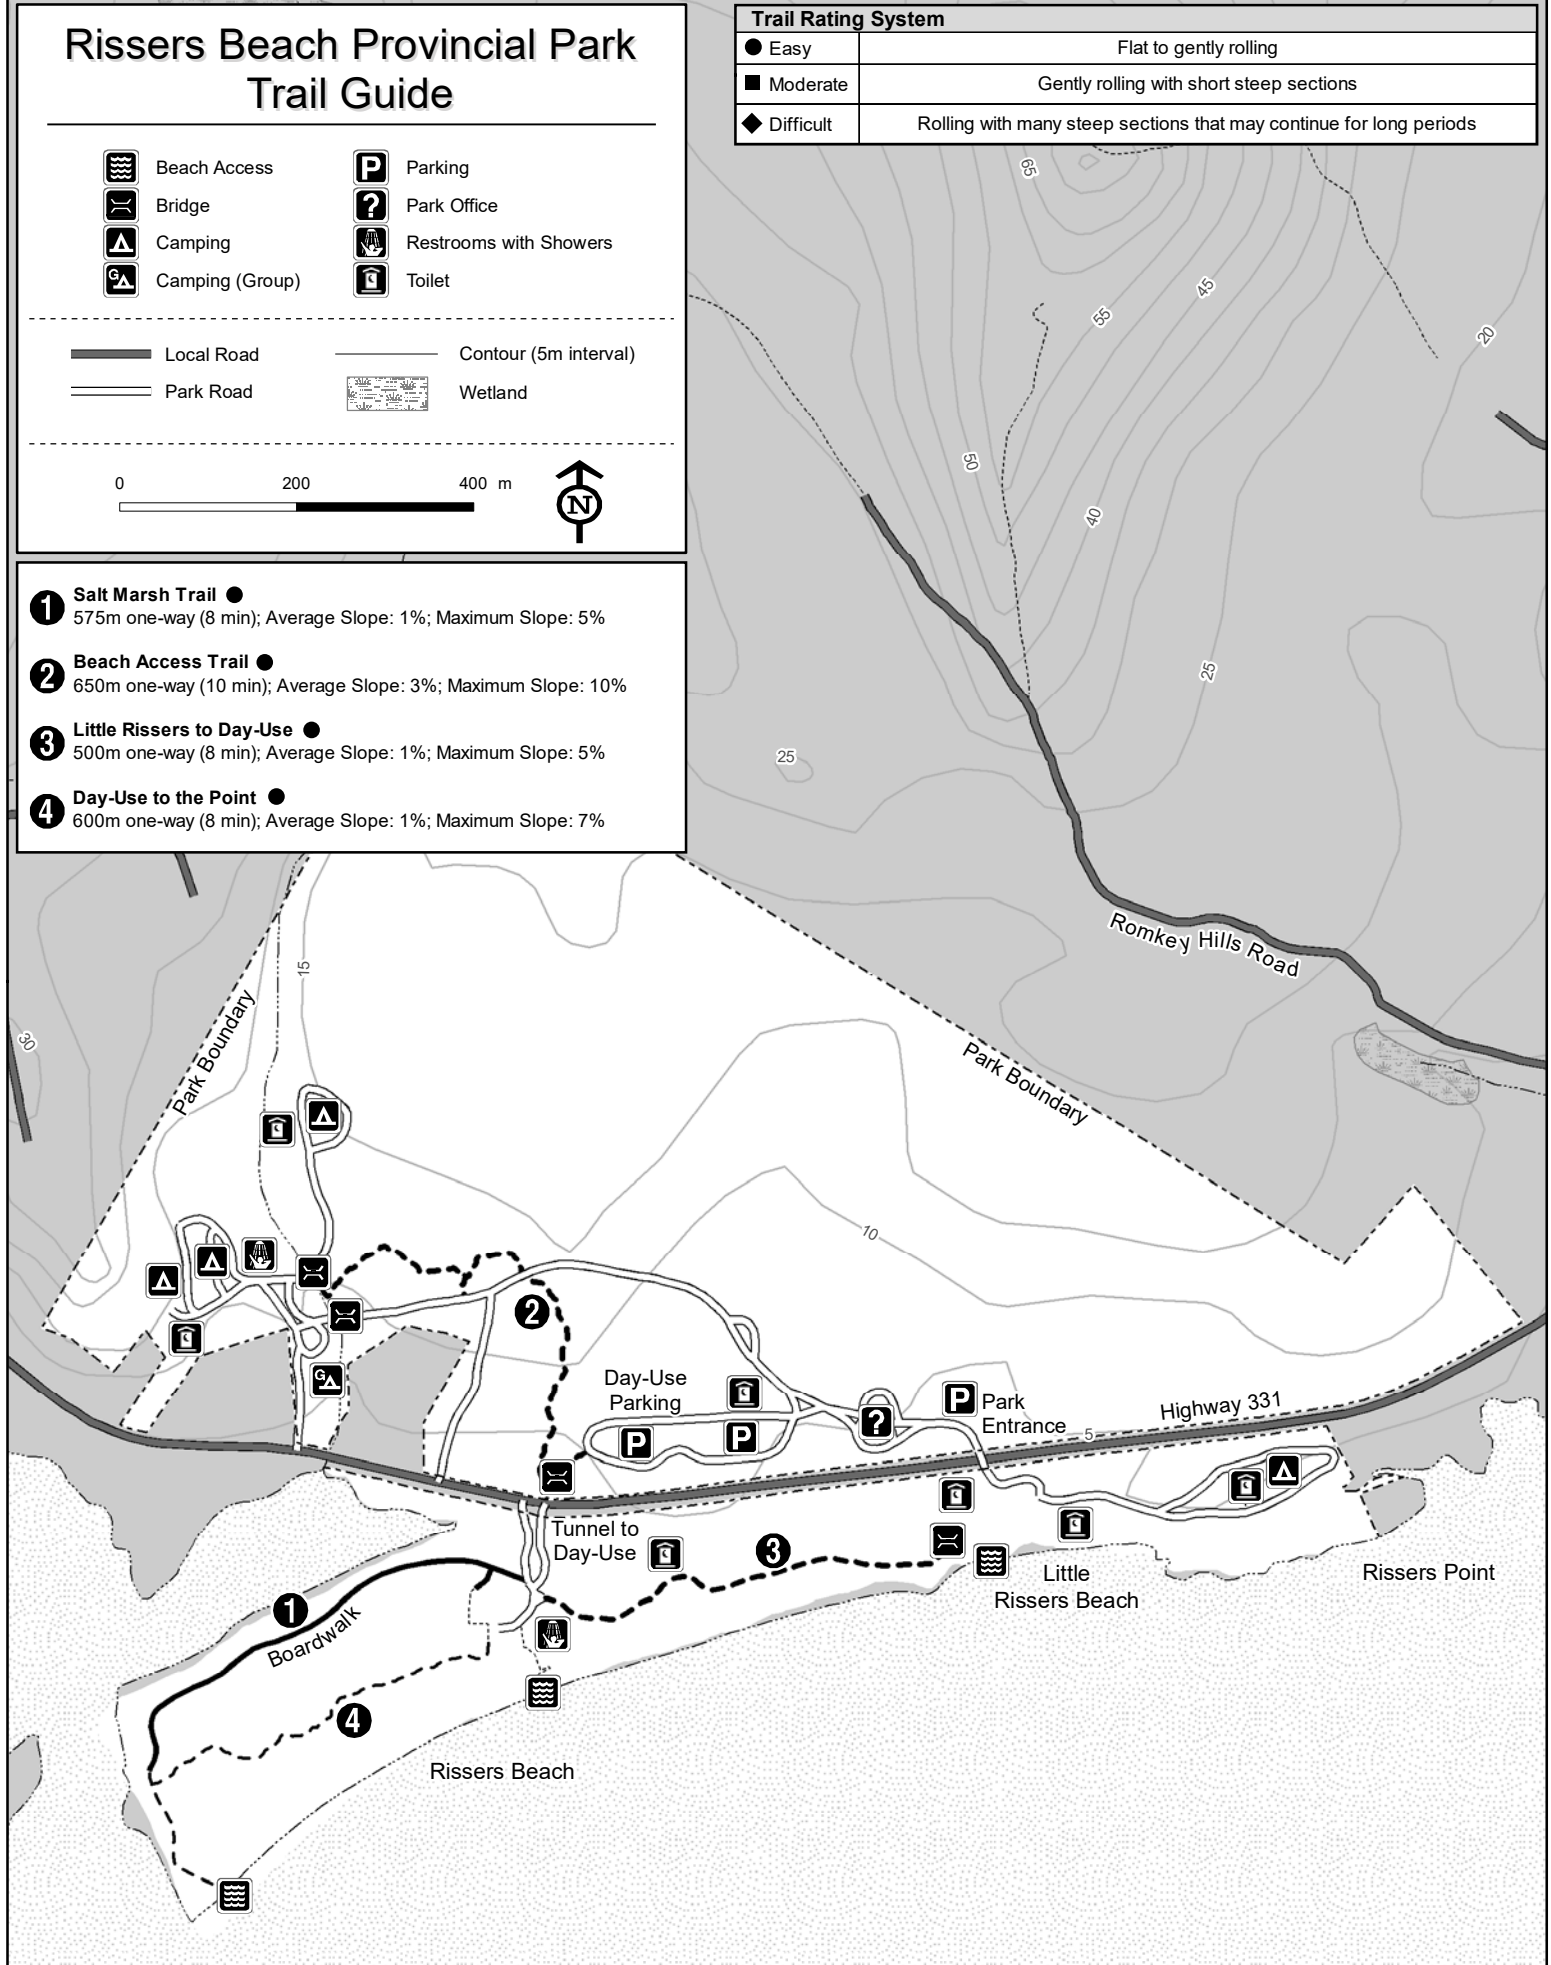 Rissers Beach Provincial Park
Trail Guide
Beach Access
Bridge
Camping
G
Camping (Group)
P
Parking
?
Park Office
Restrooms with Showers
Toilet
Local Road
Park Road
Contour (5m interval)
Wetland
0 200 400 m
N
Trail Rating System
Easy Flat to gently rolling
Moderate Gently rolling with short steep sections
Difficult Rolling with many steep sections that may continue for long periods
1 Salt Marsh Trail
575m one-way (8 min); Average Slope: 1%; Maximum Slope: 5%
2 Beach Access Trail
650m one-way (10 min); Average Slope: 3%; Maximum Slope: 10%
3 Little Rissers to Day-Use
500m one-way (8 min); Average Slope: 1%; Maximum Slope: 5%
4 Day-Use to the Point
600m one-way (8 min); Average Slope: 1%; Maximum Slope: 7%
65
45
55
20
50
40
25
25
Romkey Hills Road
15
30
Park Boundary
Park Boundary
10
2
G
Day-Use
Parking
P
P
?
P
Park
Entrance
Highway 331
5
Tunnel to
Day-Use
3
Little
Rissers Beach
Rissers Point
1
Boardwalk
4
Rissers Beach